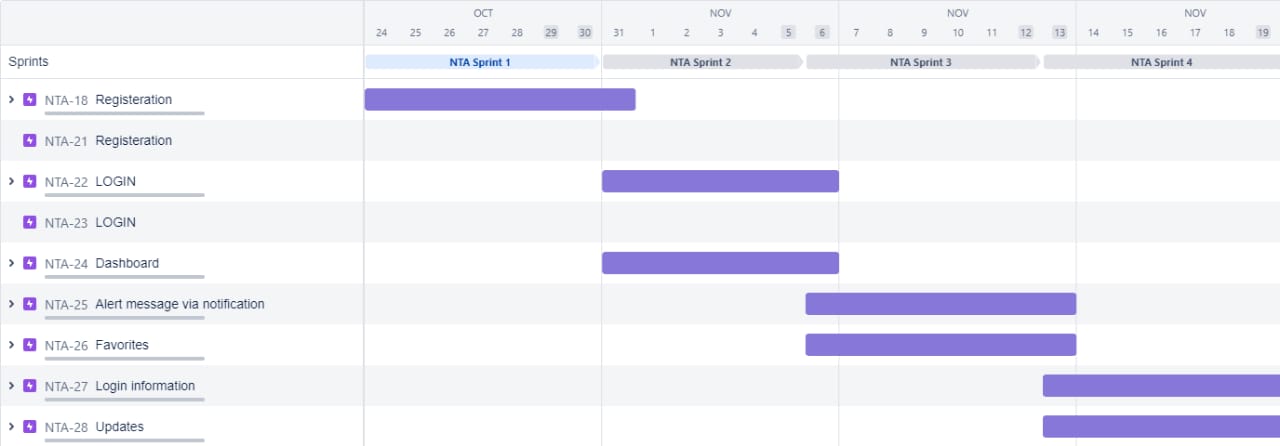 OCT NOV NOV NOV
24 25 26 27 28 29 30 31 1 2 3 4 5 6 7 8 9 10 11 12 13 14 15 16 17 18 19
Sprints NTA Sprint 1 NTA Sprint 2 NTA Sprint 3 NTA Sprint 4
NTA-18 Registeration
NTA-21 Registeration
NTA-22 LOGIN
NTA-23 LOGIN
NTA-24 Dashboard
NTA-25 Alert message via notification
NTA-26 Favorites
NTA-27 Login information
NTA-28 Updates